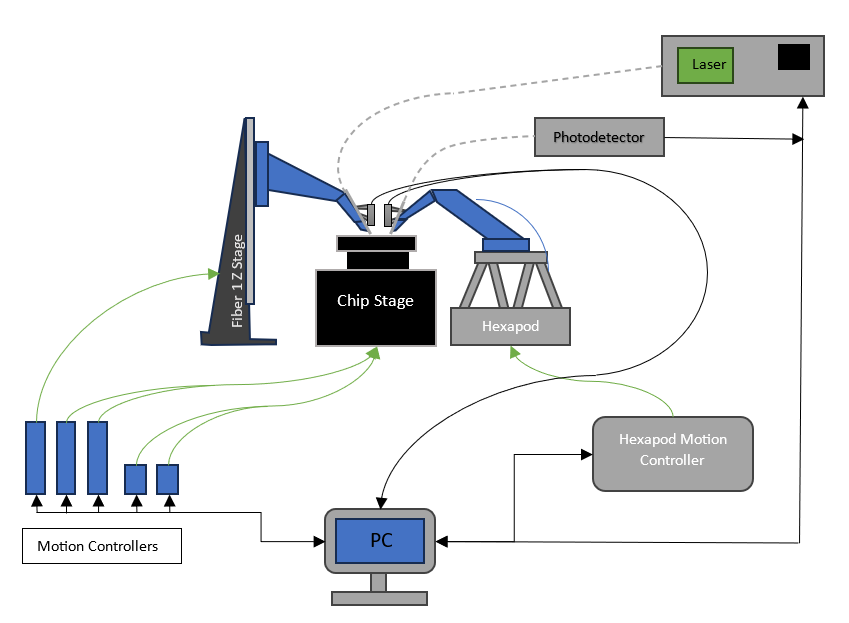 Laser
Photodetector
Fiber 1 Z Stage
Chip Stage
Hexapod
Hexapod Motion
Controller
PC
Motion Controllers